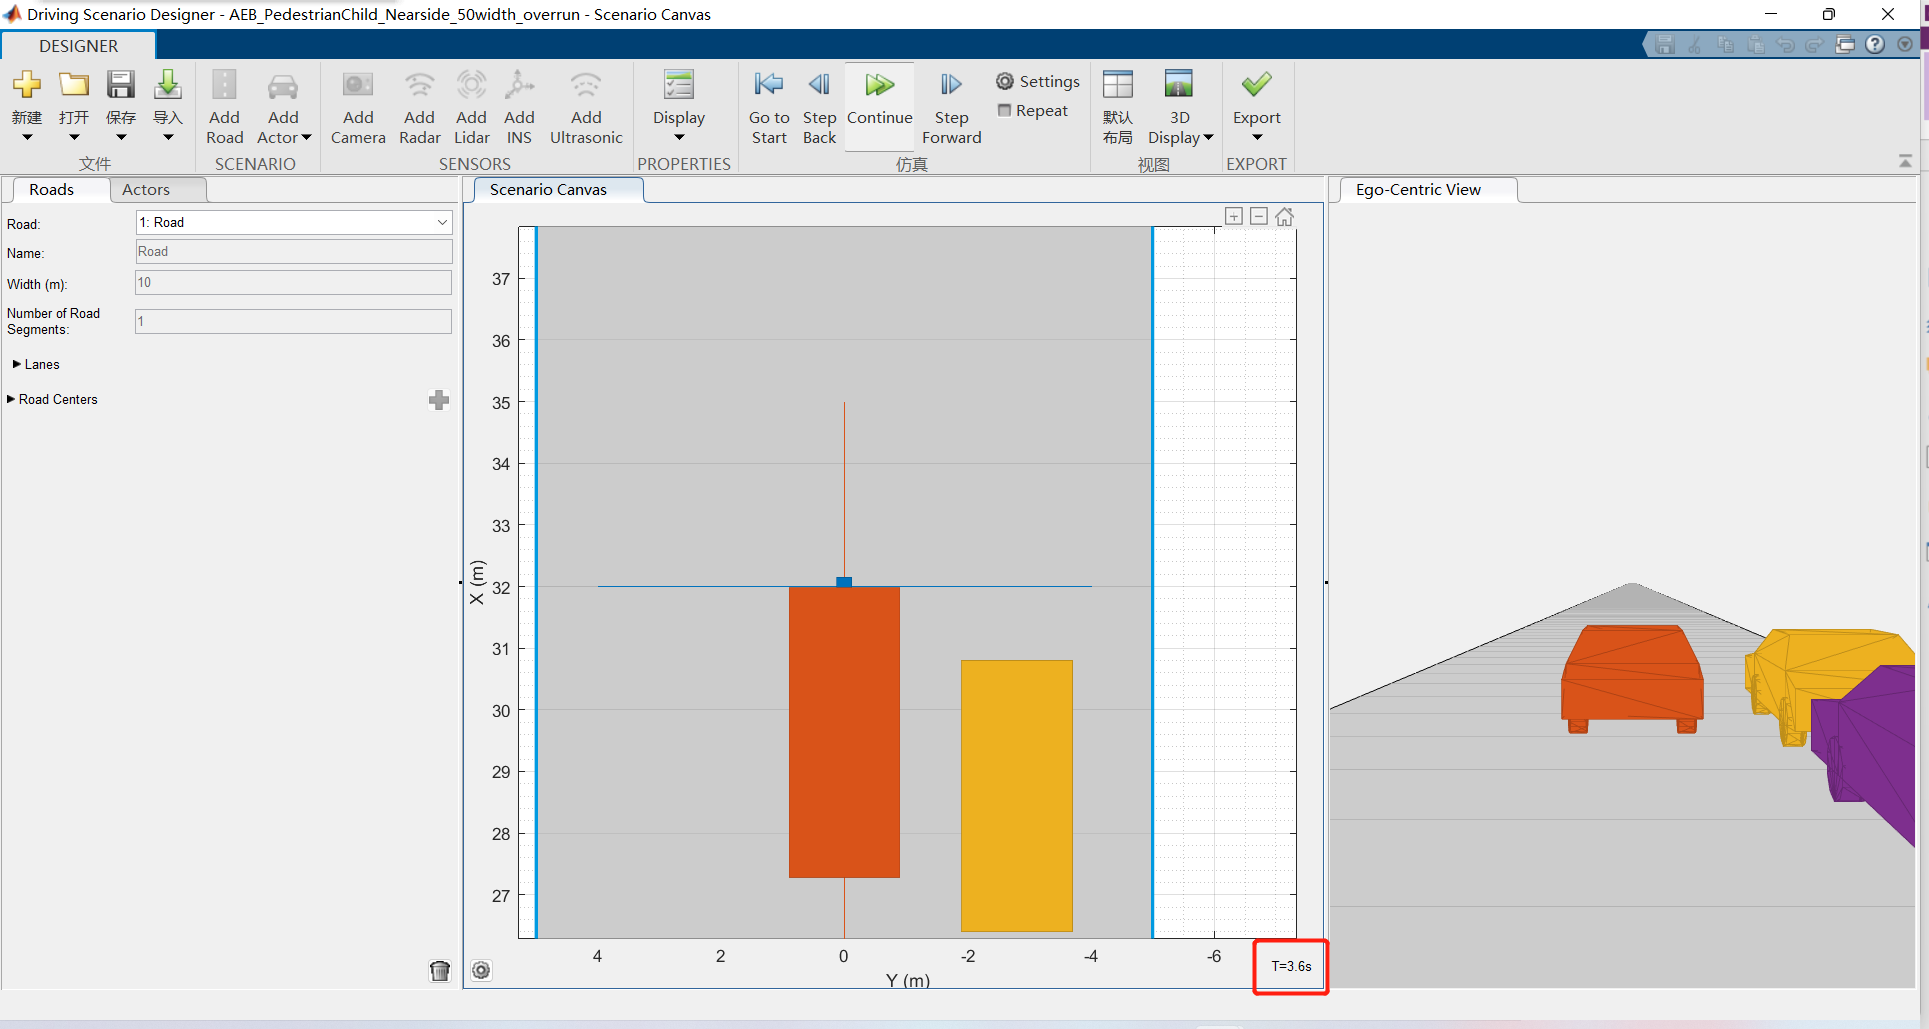 Driving Scenario Designer - AEB_PedestrianChild_Nearside_50width_overrun - Scenario Canvas
DESIGNER
新建
打开
保存
导入
文件
Add Road
Add Actor
SCENARIO
Add Camera
Add Radar
Add Lidar
Add INS
Add Ultrasonic
SENSORS
Display
PROPERTIES
Go to Start
Step Back
Continue
Step Forward
Settings
Repeat
仿真
默认布局
3D Display
视图
Export
EXPORT
Roads
Actors
Road:
1: Road
Name:
Road
Width (m):
10
Number of Road
Segments:
1
Lanes
Road Centers
Scenario Canvas
37
36
35
34
33
32
31
30
29
28
27
X (m)
4 2 0 -2 -4 -6
Y (m)
T=3.6s
Ego-Centric View